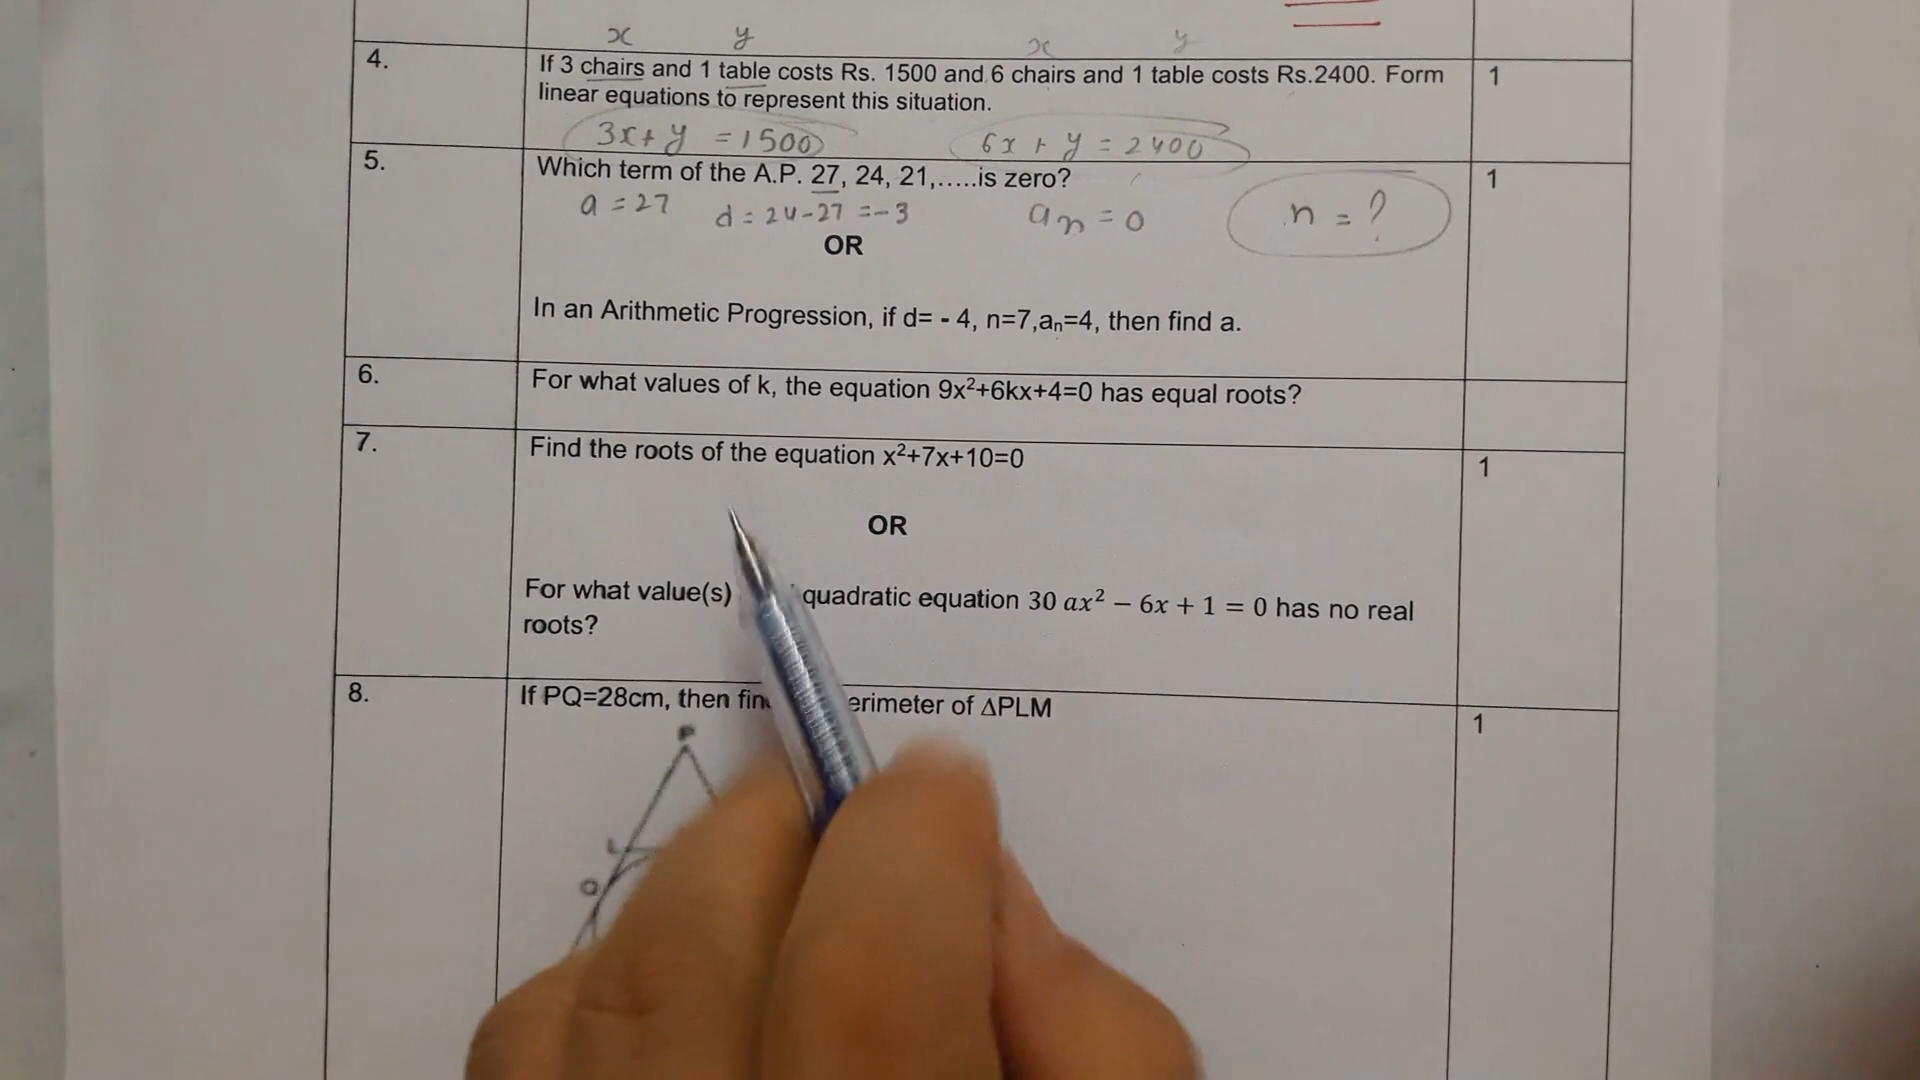 x y x y
4. If 3 chairs and 1 table costs Rs. 1500 and 6 chairs and 1 table costs Rs.2400. Form 1
linear equations to represent this situation.
3x+y = 1500 6x + y = 2400
5. Which term of the A.P. 27, 24, 21,.....is zero? 1
a = 27 d = 24-27 = -3 an = 0 n = ?
OR
In an Arithmetic Progression, if d= - 4, n=7,aₙ=4, then find a.
6. For what values of k, the equation 9x²+6kx+4=0 has equal roots?
7. Find the roots of the equation x²+7x+10=0 1
OR
For what value(s) quadratic equation 30 ax² − 6x + 1 = 0 has no real
roots?
8. If PQ=28cm, then erimeter of ΔPLM 1
P
L
Q